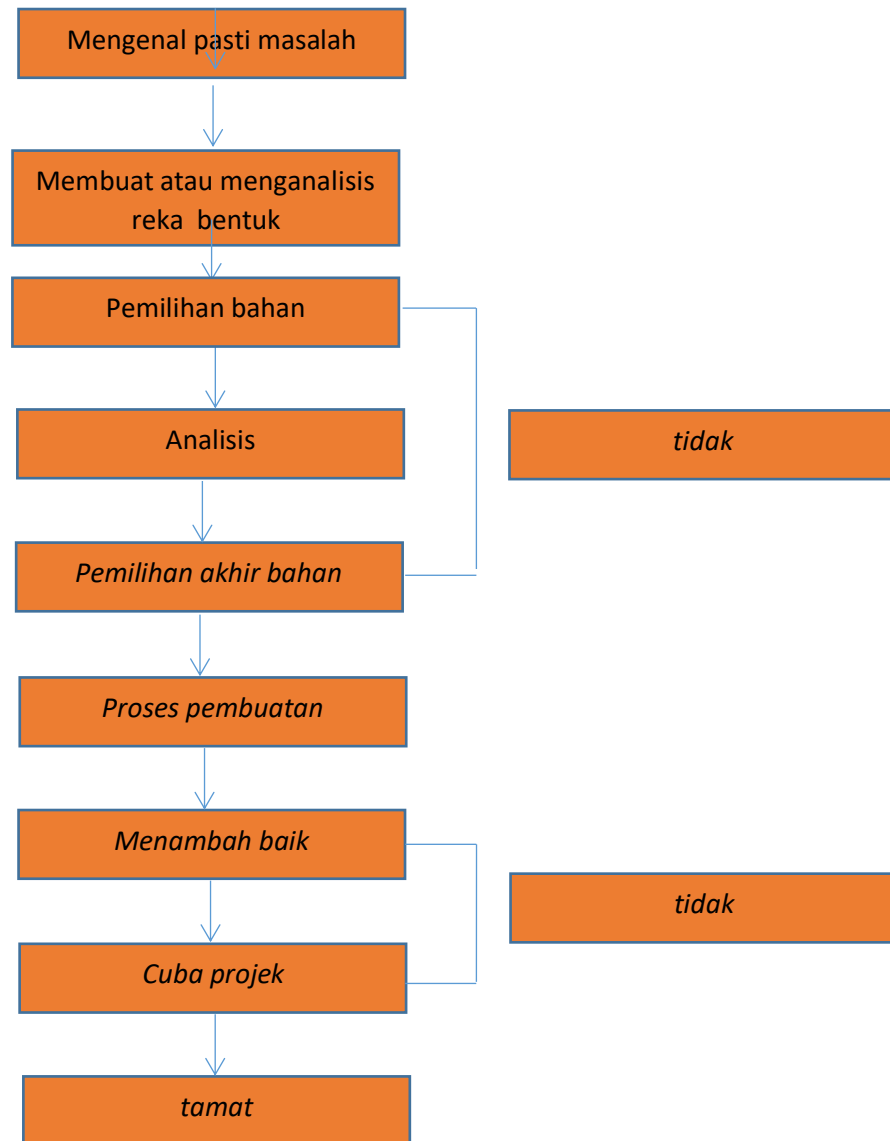 Mengenal pasti masalah
Membuat atau menganalisis
reka bentuk
Pemilihan bahan
Analisis
tidak
Pemilihan akhir bahan
Proses pembuatan
Menambah baik
tidak
Cuba projek
tamat